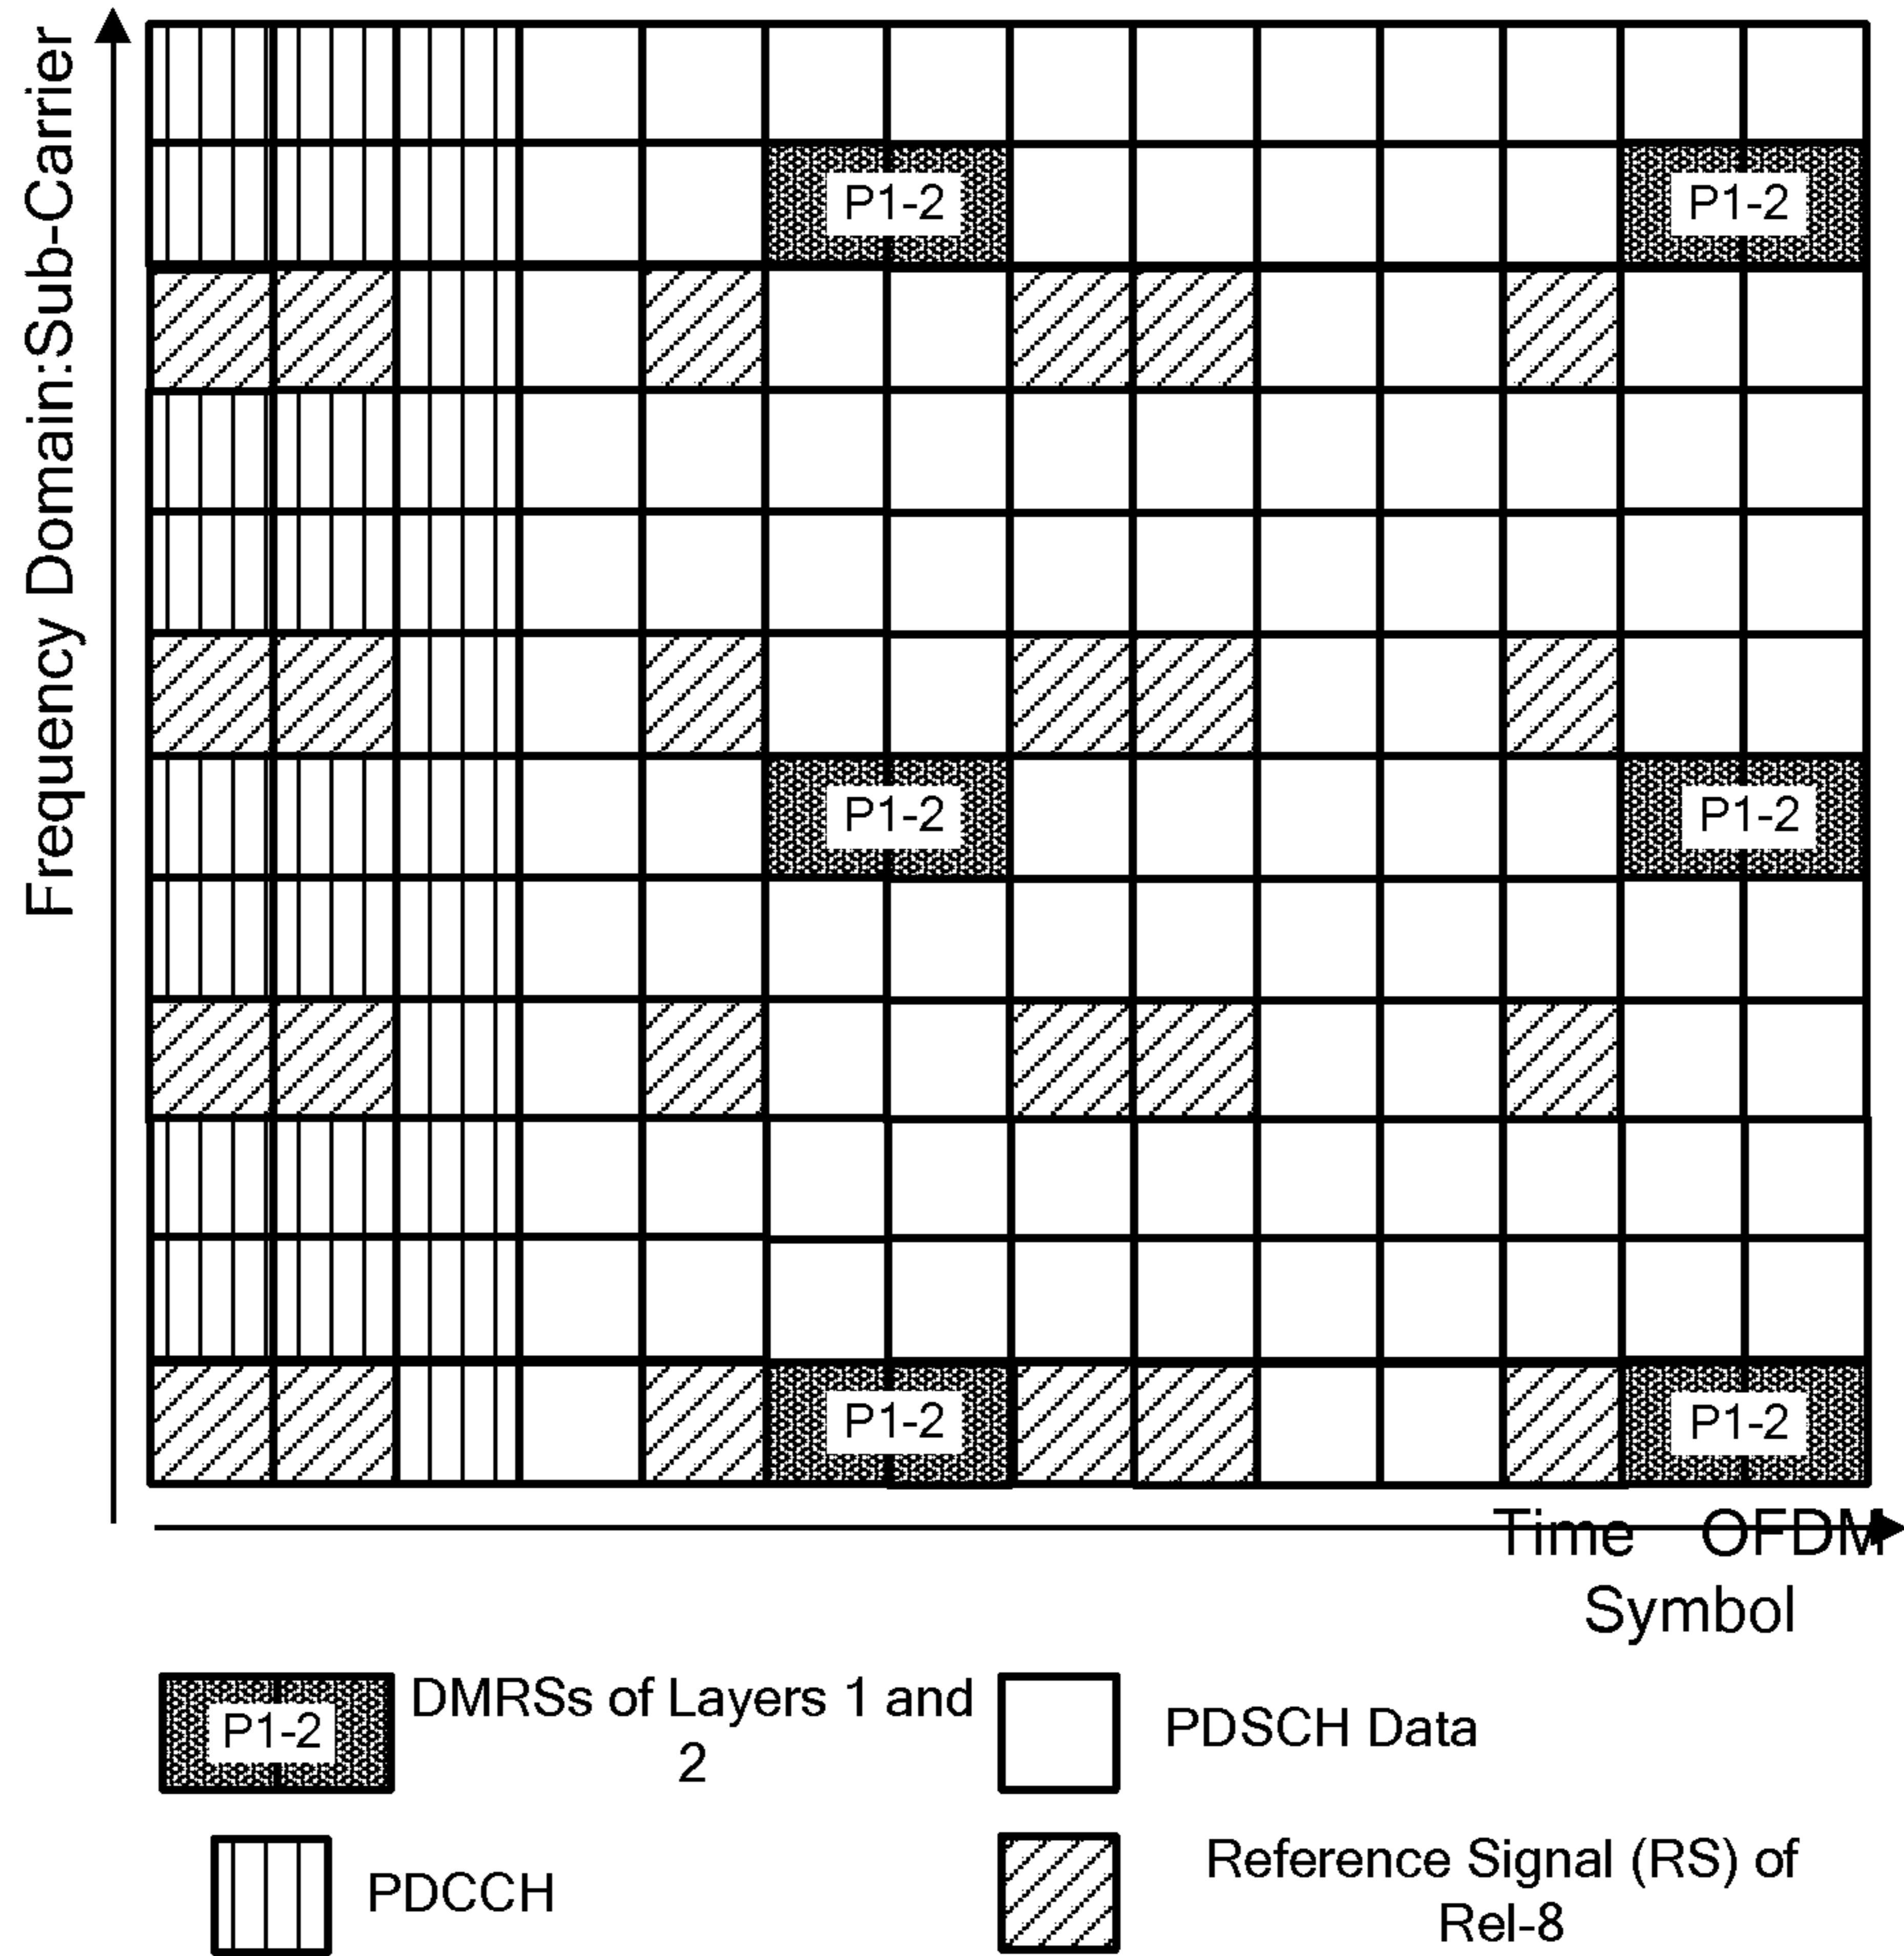 Frequency Domain:Sub-Carrier
P1-2 P1-2
P1-2 P1-2
P1-2 P1-2
Time OFDM
Symbol
P1-2
DMRSs of Layers 1 and
2
PDSCH Data
PDCCH
Reference Signal (RS) of
Rel-8